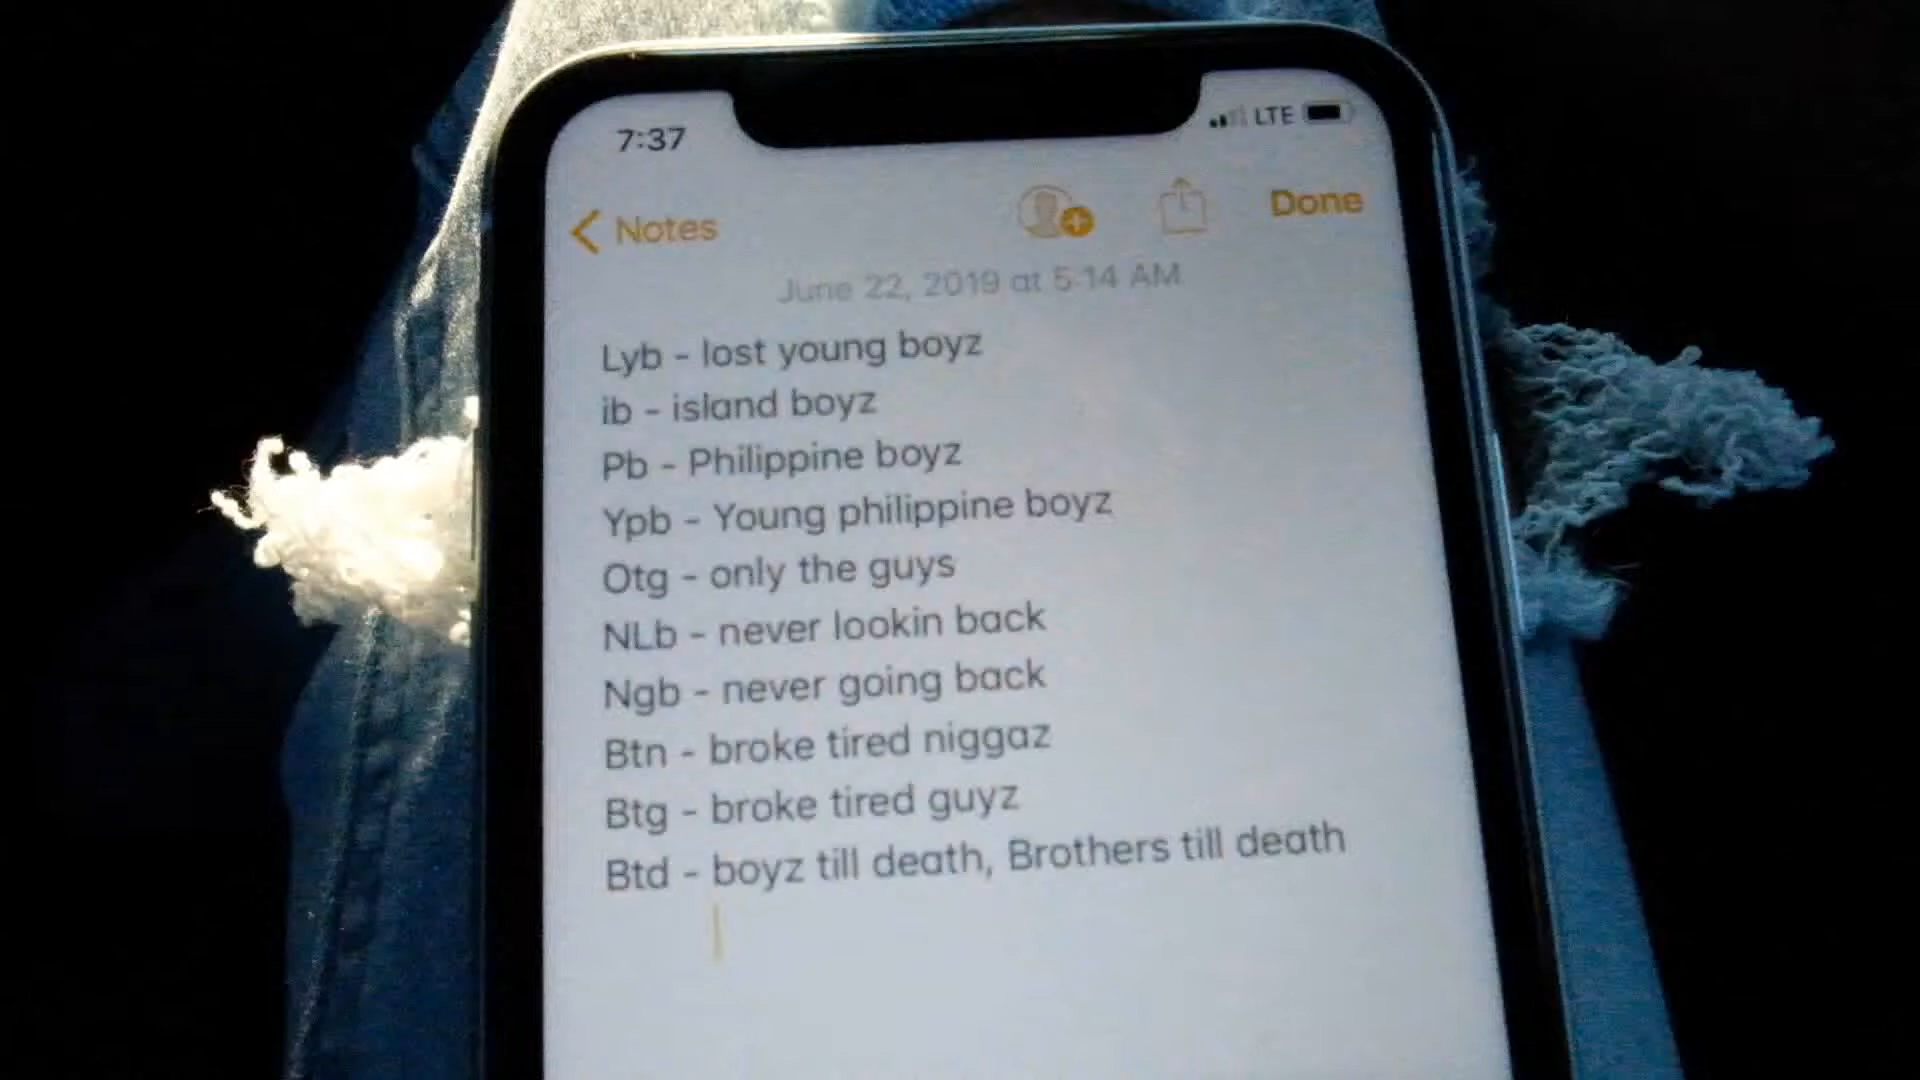 7:37
LTE
Notes
Done
June 22, 2019 at 5:14 AM
Lyb - lost young boyz
ib - island boyz
Pb - Philippine boyz
Ypb - Young philippine boyz
Otg - only the guys
NLb - never lookin back
Ngb - never going back
Btn - broke tired niggaz
Btg - broke tired guyz
Btd - boyz till death, Brothers till death